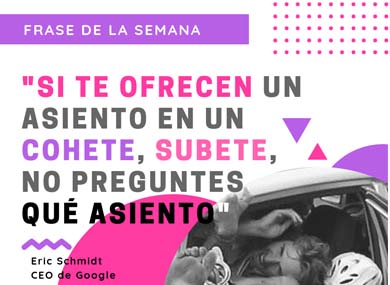 FRASE DE LA SEMANA
"SI TE OFRECEN UN
ASIENTO EN UN
COHETE, SUBETE,
NO PREGUNTES
QUÉ ASIENTO"
Eric Schmidt
CEO de Google